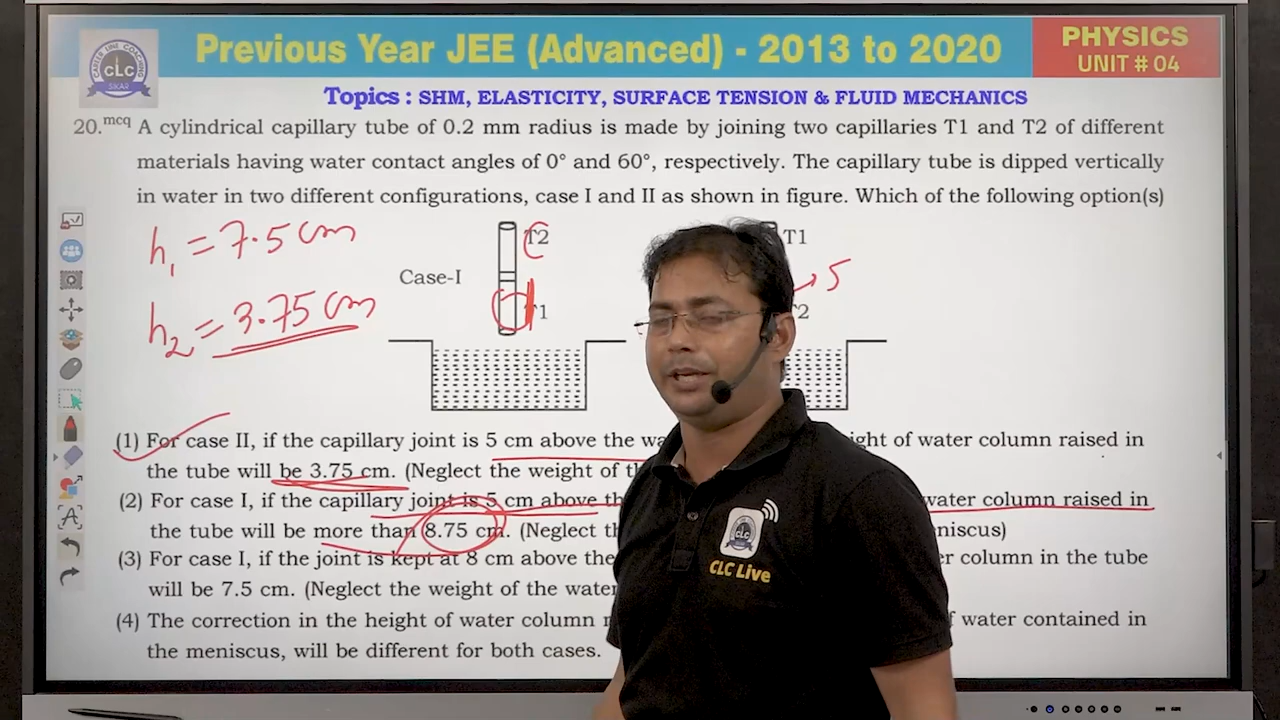 Previous Year JEE (Advanced) - 2013 to 2020
PHYSICS
UNIT # 04
CAREER LINE COACHING
CLC
SIKAR
Topics : SHM, ELASTICITY, SURFACE TENSION & FLUID MECHANICS
20.mcq A cylindrical capillary tube of 0.2 mm radius is made by joining two capillaries T1 and T2 of different
materials having water contact angles of 0° and 60°, respectively. The capillary tube is dipped vertically
in water in two different configurations, case I and II as shown in figure. Which of the following option(s)
h₁ = 7.5 cm
T2
T1
Case-I
5
h₂ = 3.75 cm
(1) For case II, if the capillary joint is 5 cm above the of water column raised in
the tube will be 3.75 cm. (Neglect the weight of
(2) For case I, if the capillary joint is 5 cm above water column raised in
the tube will be more than 8.75 cm. (Neglect
(3) For case I, if the joint is kept at 8 cm above the column in the tube
will be 7.5 cm. (Neglect the weight of the water
(4) The correction in the height of water column water contained in
the meniscus, will be different for both cases.
CLC Live